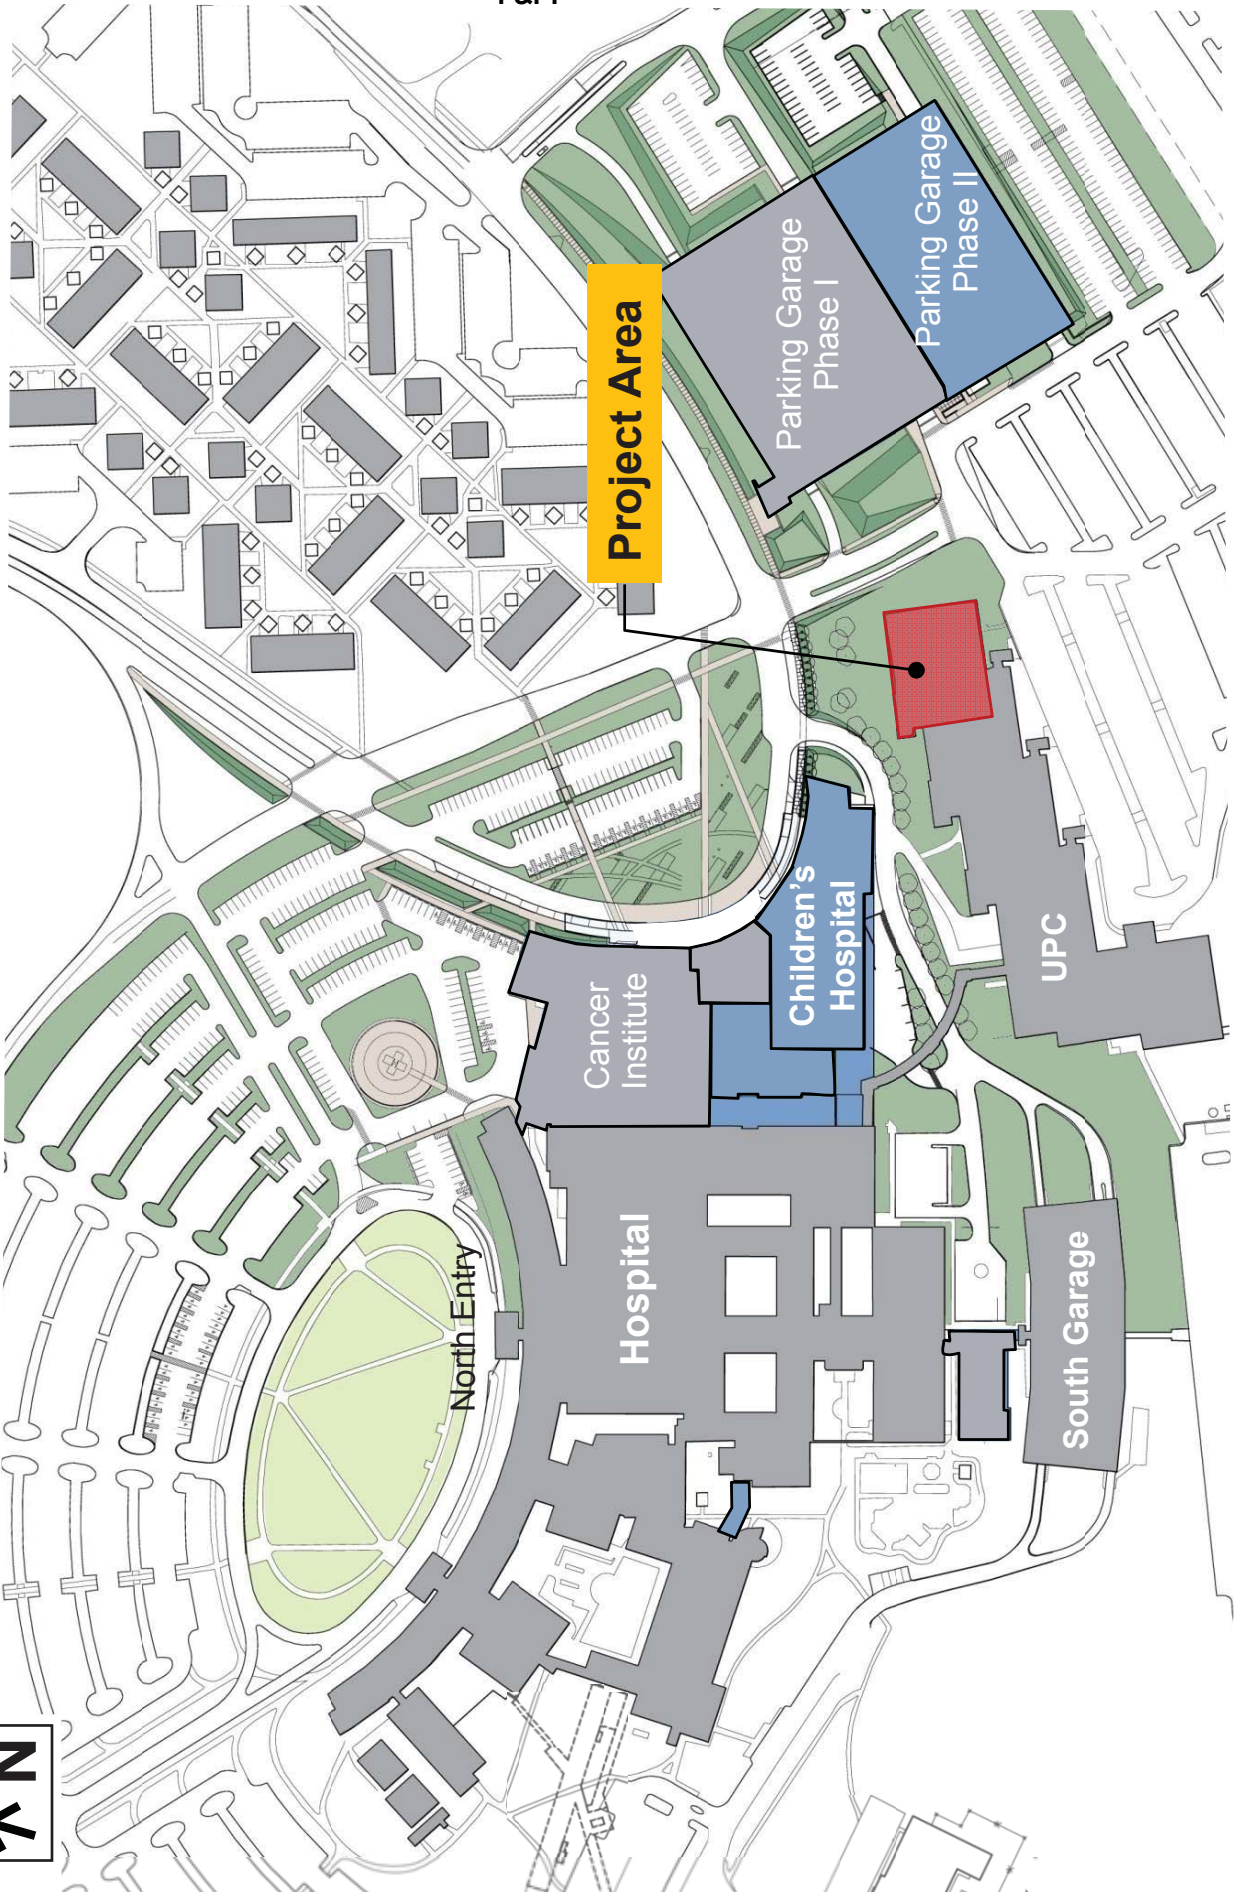 Project Area
Parking Garage
Phase I
Parking Garage
Phase II
Cancer
Institute
Children's
Hospital
UPC
North Entry
Hospital
South Garage
N